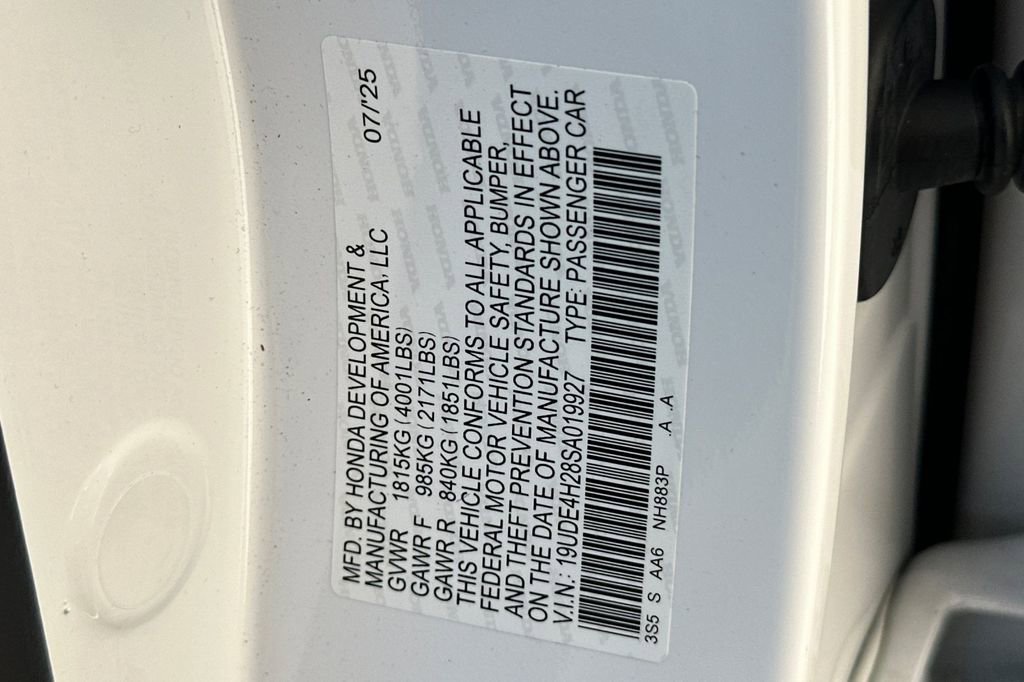 MFD. BY HONDA DEVELOPMENT &
MANUFACTURING OF AMERICA, LLC 07/'25
GVWR 1815KG (4001LBS)
GAWR F 985KG (2171LBS)
GAWR R 840KG (1851LBS)
THIS VEHICLE CONFORMS TO ALL APPLICABLE
FEDERAL MOTOR VEHICLE SAFETY, BUMPER,
AND THEFT PREVENTION STANDARDS IN EFFECT
ON THE DATE OF MANUFACTURE SHOWN ABOVE.
V.I.N.: 19UDE4H28SA019927 TYPE: PASSENGER CAR
3S5 S AA6 NH883P .A .A